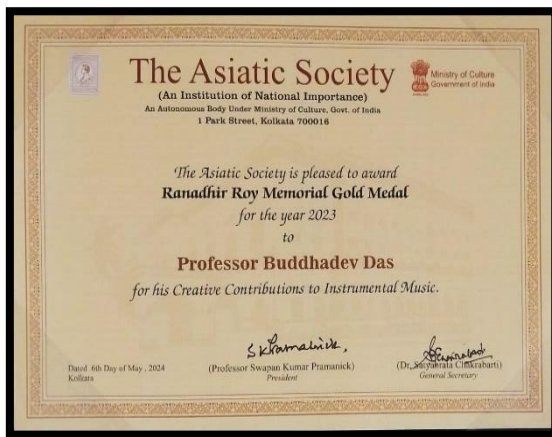 The Asiatic Society
(An Institution of National Importance)
An Autonomous Body Under Ministry of Culture, Govt. of India
1 Park Street, Kolkata 700016
Ministry of Culture
Government of India
The Asiatic Society is pleased to award
Ranadhir Roy Memorial Gold Medal
for the year 2023
to
Professor Buddhadev Das
for his Creative Contributions to Instrumental Music.
S K Pramanick.
Dated 6th Day of May, 2024
Kolkata
(Professor Swapan Kumar Pramanick)
President
(Dr. Satyabrata Chakrabarti)
General Secretary